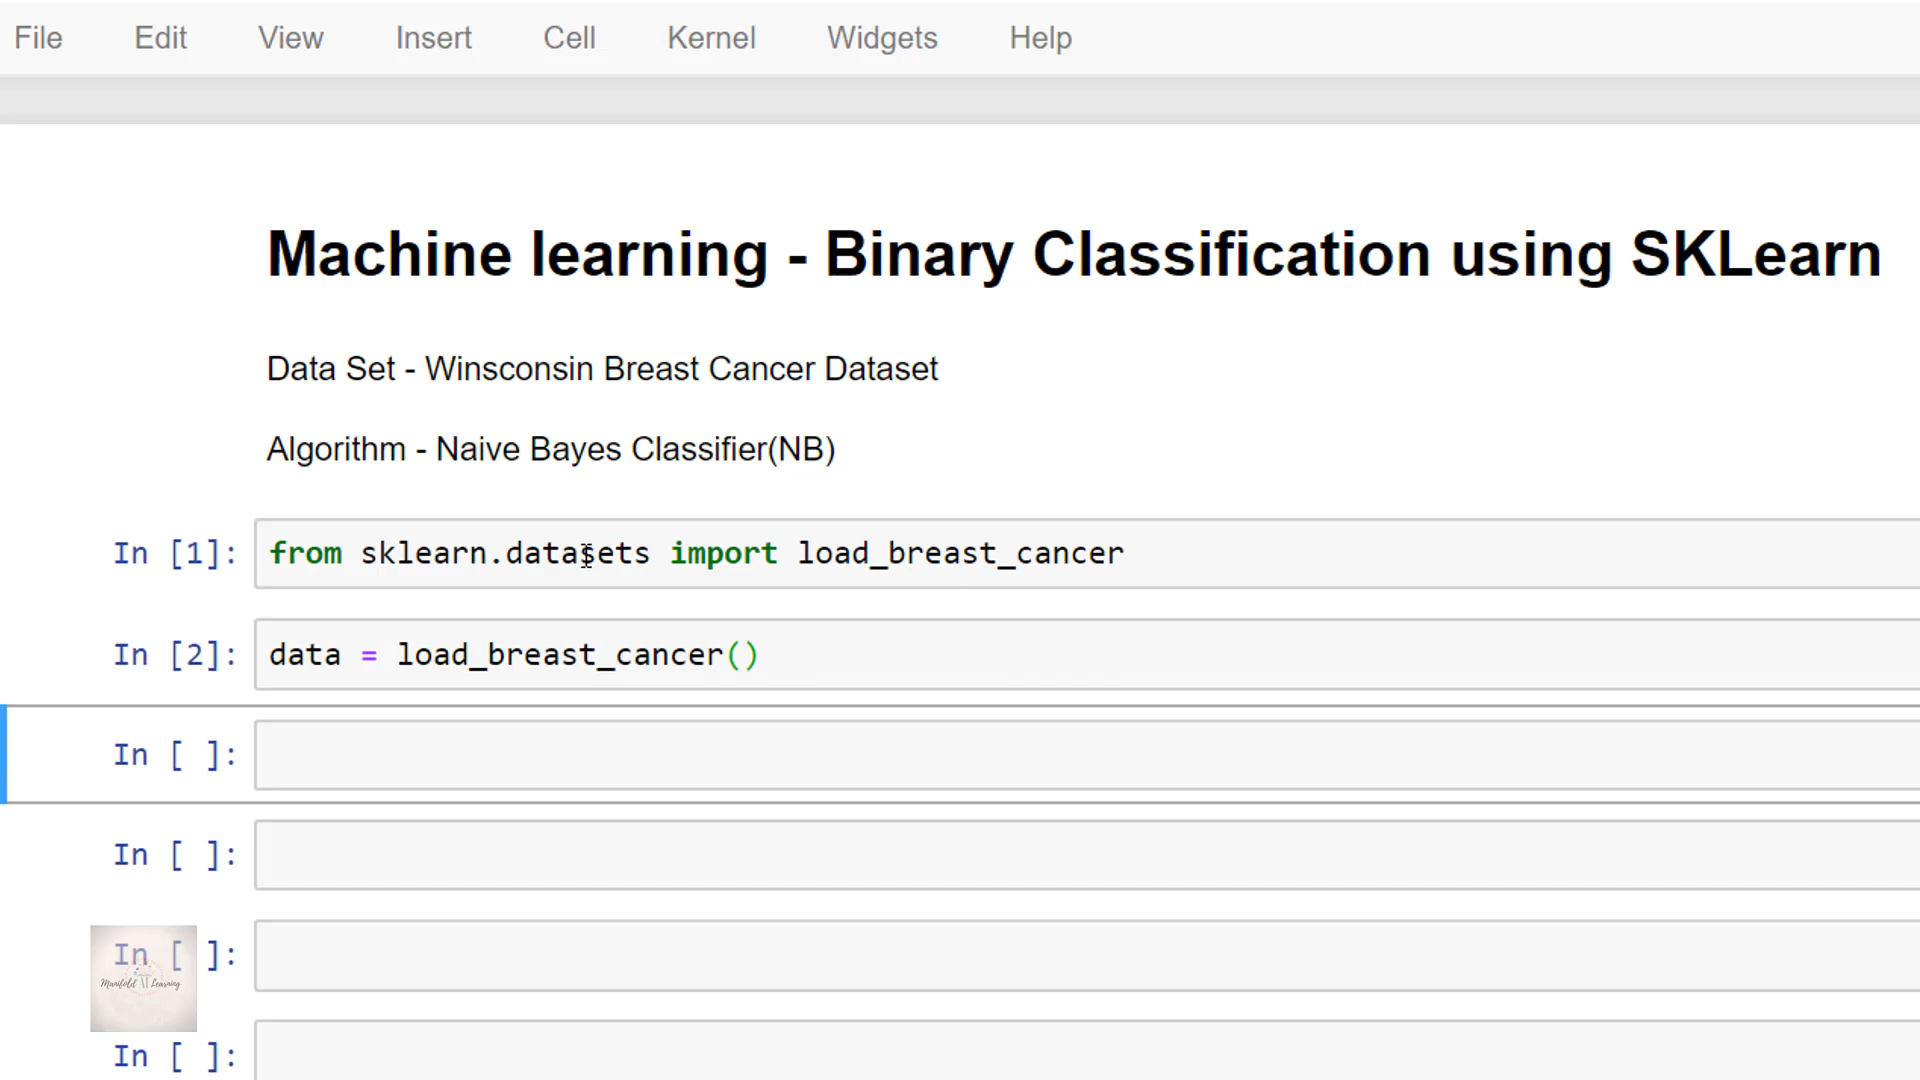 File Edit View Insert Cell Kernel Widgets Help
Machine learning - Binary Classification using SKLearn
Data Set - Winsconsin Breast Cancer Dataset
Algorithm - Naive Bayes Classifier(NB)
In [1]: from sklearn.datasets import load_breast_cancer
In [2]: data = load_breast_cancer()
In [ ]:
In [ ]:
In [ ]:
Manifold Learning
In [ ]: